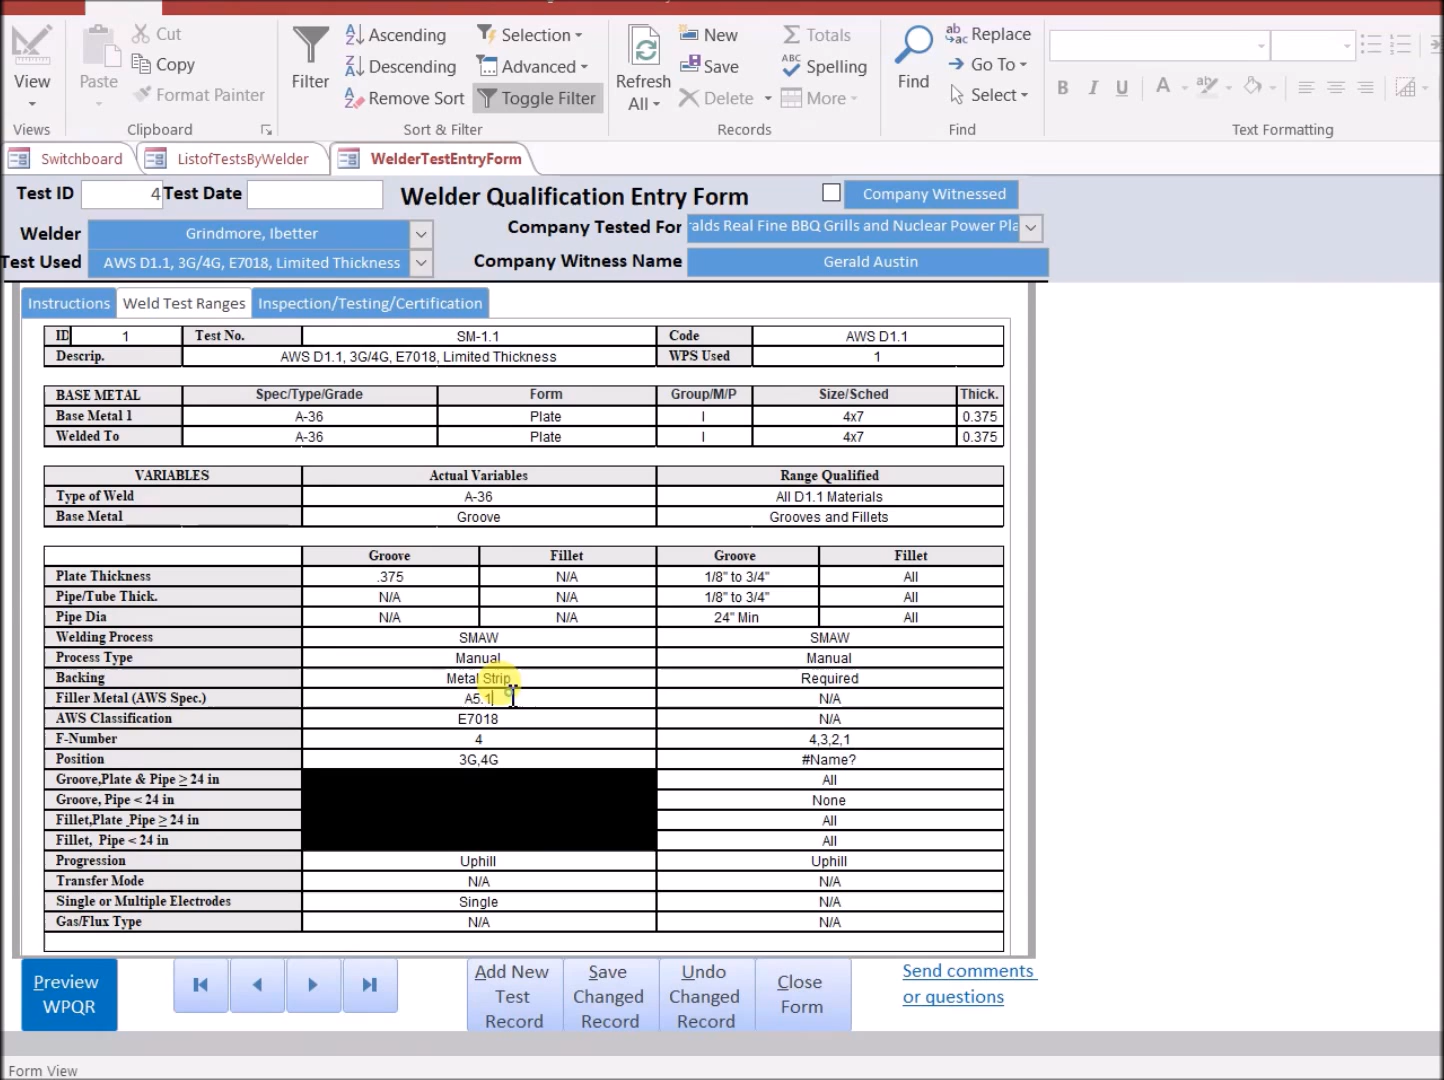 View
Views
Paste
Cut
Copy
Format Painter
Clipboard
Filter
Ascending
Descending
Remove Sort
Selection
Advanced
Toggle Filter
Sort & Filter
Refresh
All
New
Save
Delete
Totals
Spelling
More
Records
Find
Replace
Go To
Select
Find
B I U A
Text Formatting
Switchboard ListofTestsByWelder WelderTestEntryForm
Test ID 4 Test Date Welder Qualification Entry Form Company Witnessed
Welder Grindmore, Ibetter Company Tested For ralds Real Fine BBQ Grills and Nuclear Power Pla
Test Used AWS D1.1, 3G/4G, E7018, Limited Thickness Company Witness Name Gerald Austin
Instructions Weld Test Ranges Inspection/Testing/Certification
ID 1 Test No. SM-1.1 Code AWS D1.1
Descrip. AWS D1.1, 3G/4G, E7018, Limited Thickness WPS Used 1
BASE METAL Spec/Type/Grade Form Group/M/P Size/Sched Thick.
Base Metal 1 A-36 Plate I 4x7 0.375
Welded To A-36 Plate I 4x7 0.375
VARIABLES Actual Variables Range Qualified
Type of Weld A-36 All D1.1 Materials
Base Metal Groove Grooves and Fillets
Groove Fillet Groove Fillet
Plate Thickness .375 N/A 1/8" to 3/4" All
Pipe/Tube Thick. N/A N/A 1/8" to 3/4" All
Pipe Dia N/A N/A 24" Min All
Welding Process SMAW SMAW
Process Type Manual Manual
Backing Metal Strip Required
Filler Metal (AWS Spec.) A5.1 N/A
AWS Classification E7018 N/A
F-Number 4 4,3,2,1
Position 3G,4G #Name?
Groove,Plate & Pipe ≥ 24 in All
Groove, Pipe < 24 in None
Fillet,Plate_Pipe ≥ 24 in All
Fillet, Pipe < 24 in All
Progression Uphill Uphill
Transfer Mode N/A N/A
Single or Multiple Electrodes Single N/A
Gas/Flux Type N/A N/A
Preview
WPQR
Add New
Test
Record
Save
Changed
Record
Undo
Changed
Record
Close
Form
Send comments
or questions
Form View